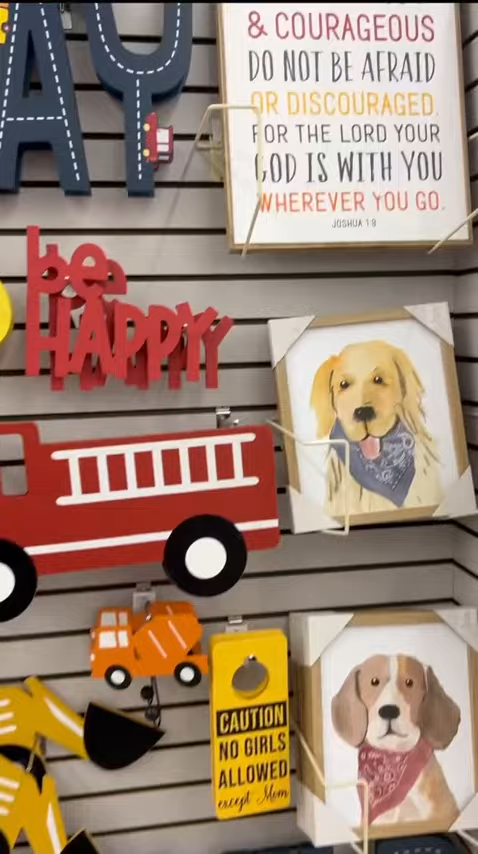 AY
& COURAGEOUS
DO NOT BE AFRAID
OR DISCOURAGED.
FOR THE LORD YOUR
GOD IS WITH YOU
WHEREVER YOU GO.
JOSHUA 1:9
be
HAPPY
CAUTION
NO GIRLS
ALLOWED
except Mom